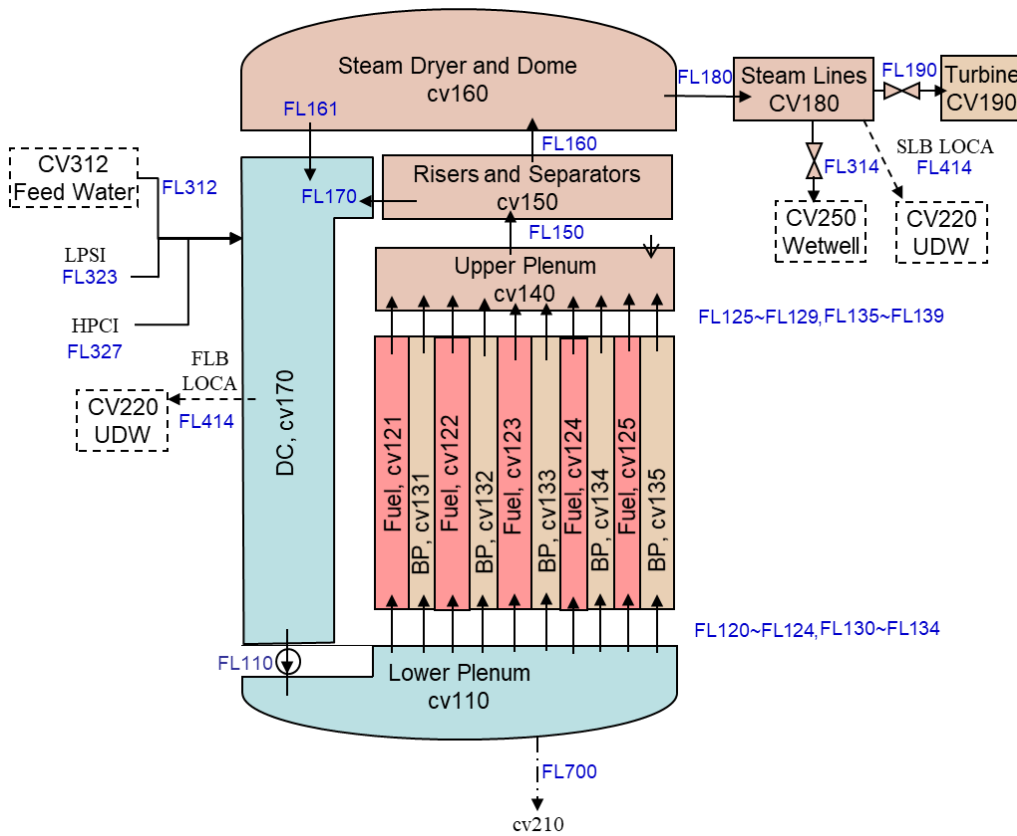 Steam Dryer and Dome
cv160
FL161
FL180
Steam Lines
CV180
FL190
Turbine
CV190
FL160
CV312
Feed Water
FL312
FL170
Risers and Separators
cv150
FL314
SLB LOCA
FL414
CV250
Wetwell
CV220
UDW
LPSI
FL323
FL150
Upper Plenum
cv140
HPCI
FL327
FL125~FL129,FL135~FL139
FLB
LOCA
CV220
UDW
FL414
DC, cv170
Fuel, cv121
BP, cv131
Fuel, cv122
BP, cv132
Fuel, cv123
BP, cv133
Fuel, cv124
BP, cv134
Fuel, cv125
BP, cv135
FL120~FL124,FL130~FL134
FL110
Lower Plenum
cv110
FL700
cv210